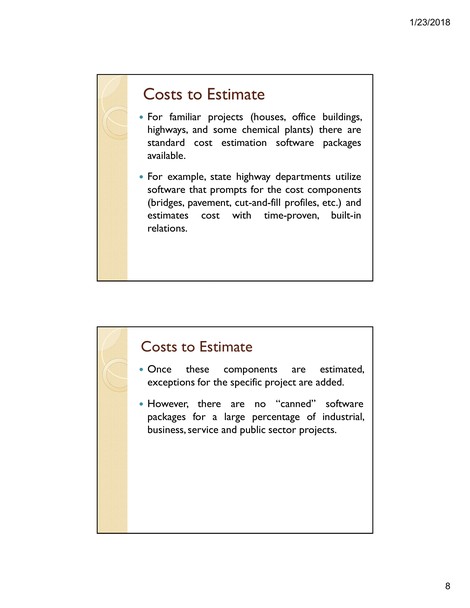 1/23/2018
Costs to Estimate
• For familiar projects (houses, office buildings,
highways, and some chemical plants) there are
standard cost estimation software packages
available.
• For example, state highway departments utilize
software that prompts for the cost components
(bridges, pavement, cut-and-fill profiles, etc.) and
estimates cost with time-proven, built-in
relations.
Costs to Estimate
• Once these components are estimated,
exceptions for the specific project are added.
• However, there are no “canned” software
packages for a large percentage of industrial,
business, service and public sector projects.
8